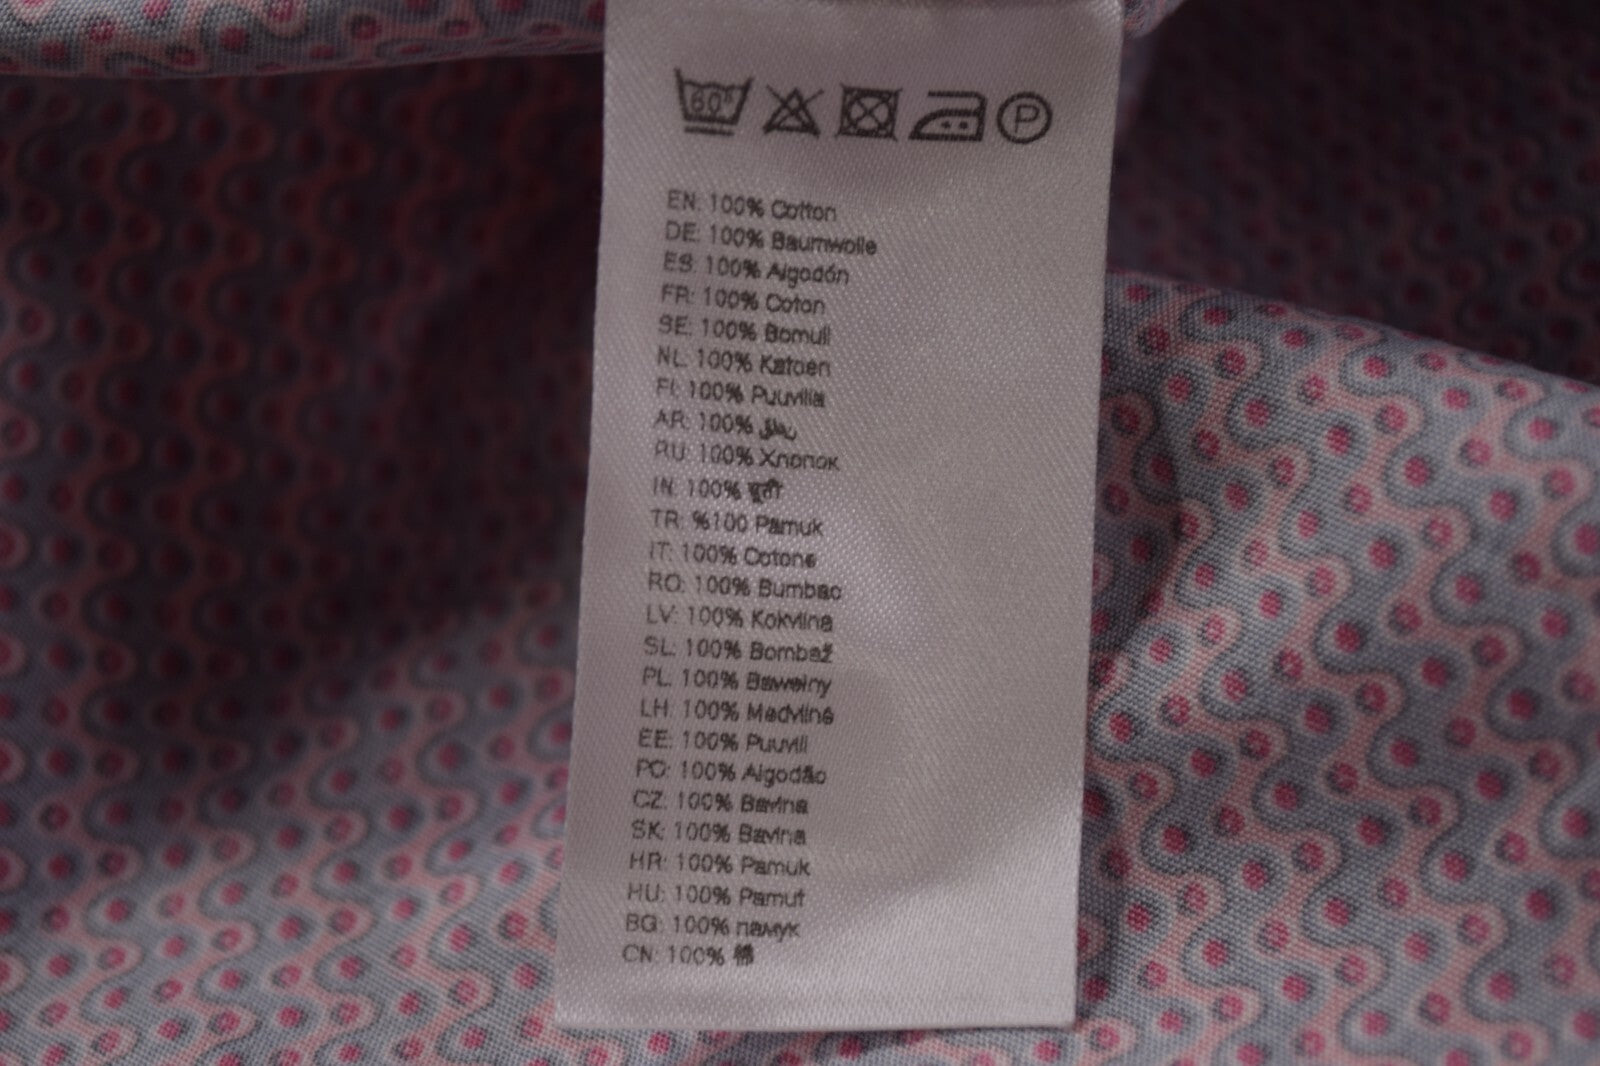 60°
P
EN: 100% Cotton
DE: 100% Baumwolle
ES: 100% Algodón
FR: 100% Coton
SE: 100% Bomull
NL: 100% Katoen
FI: 100% Puuvilla
AR: 100%
RU: 100% Хлопок
IN: 100% सूती
TR: %100 Pamuk
IT: 100% Cotone
RO: 100% Bumbac
LV: 100% Kokvilna
SL: 100% Bombaž
PL: 100% Bawełny
LH: 100% Medvilnė
EE: 100% Puuvill
PO: 100% Algodão
CZ: 100% Bavlna
SK: 100% Bavlna
HR: 100% Pamuk
HU: 100% Pamut
BG: 100% памук
CN: 100% 棉